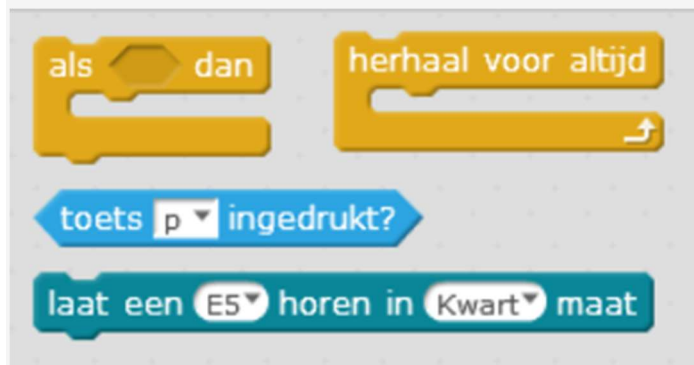 als dan
herhaal voor altijd
toets p ingedrukt?
laat een E5 horen in Kwart maat